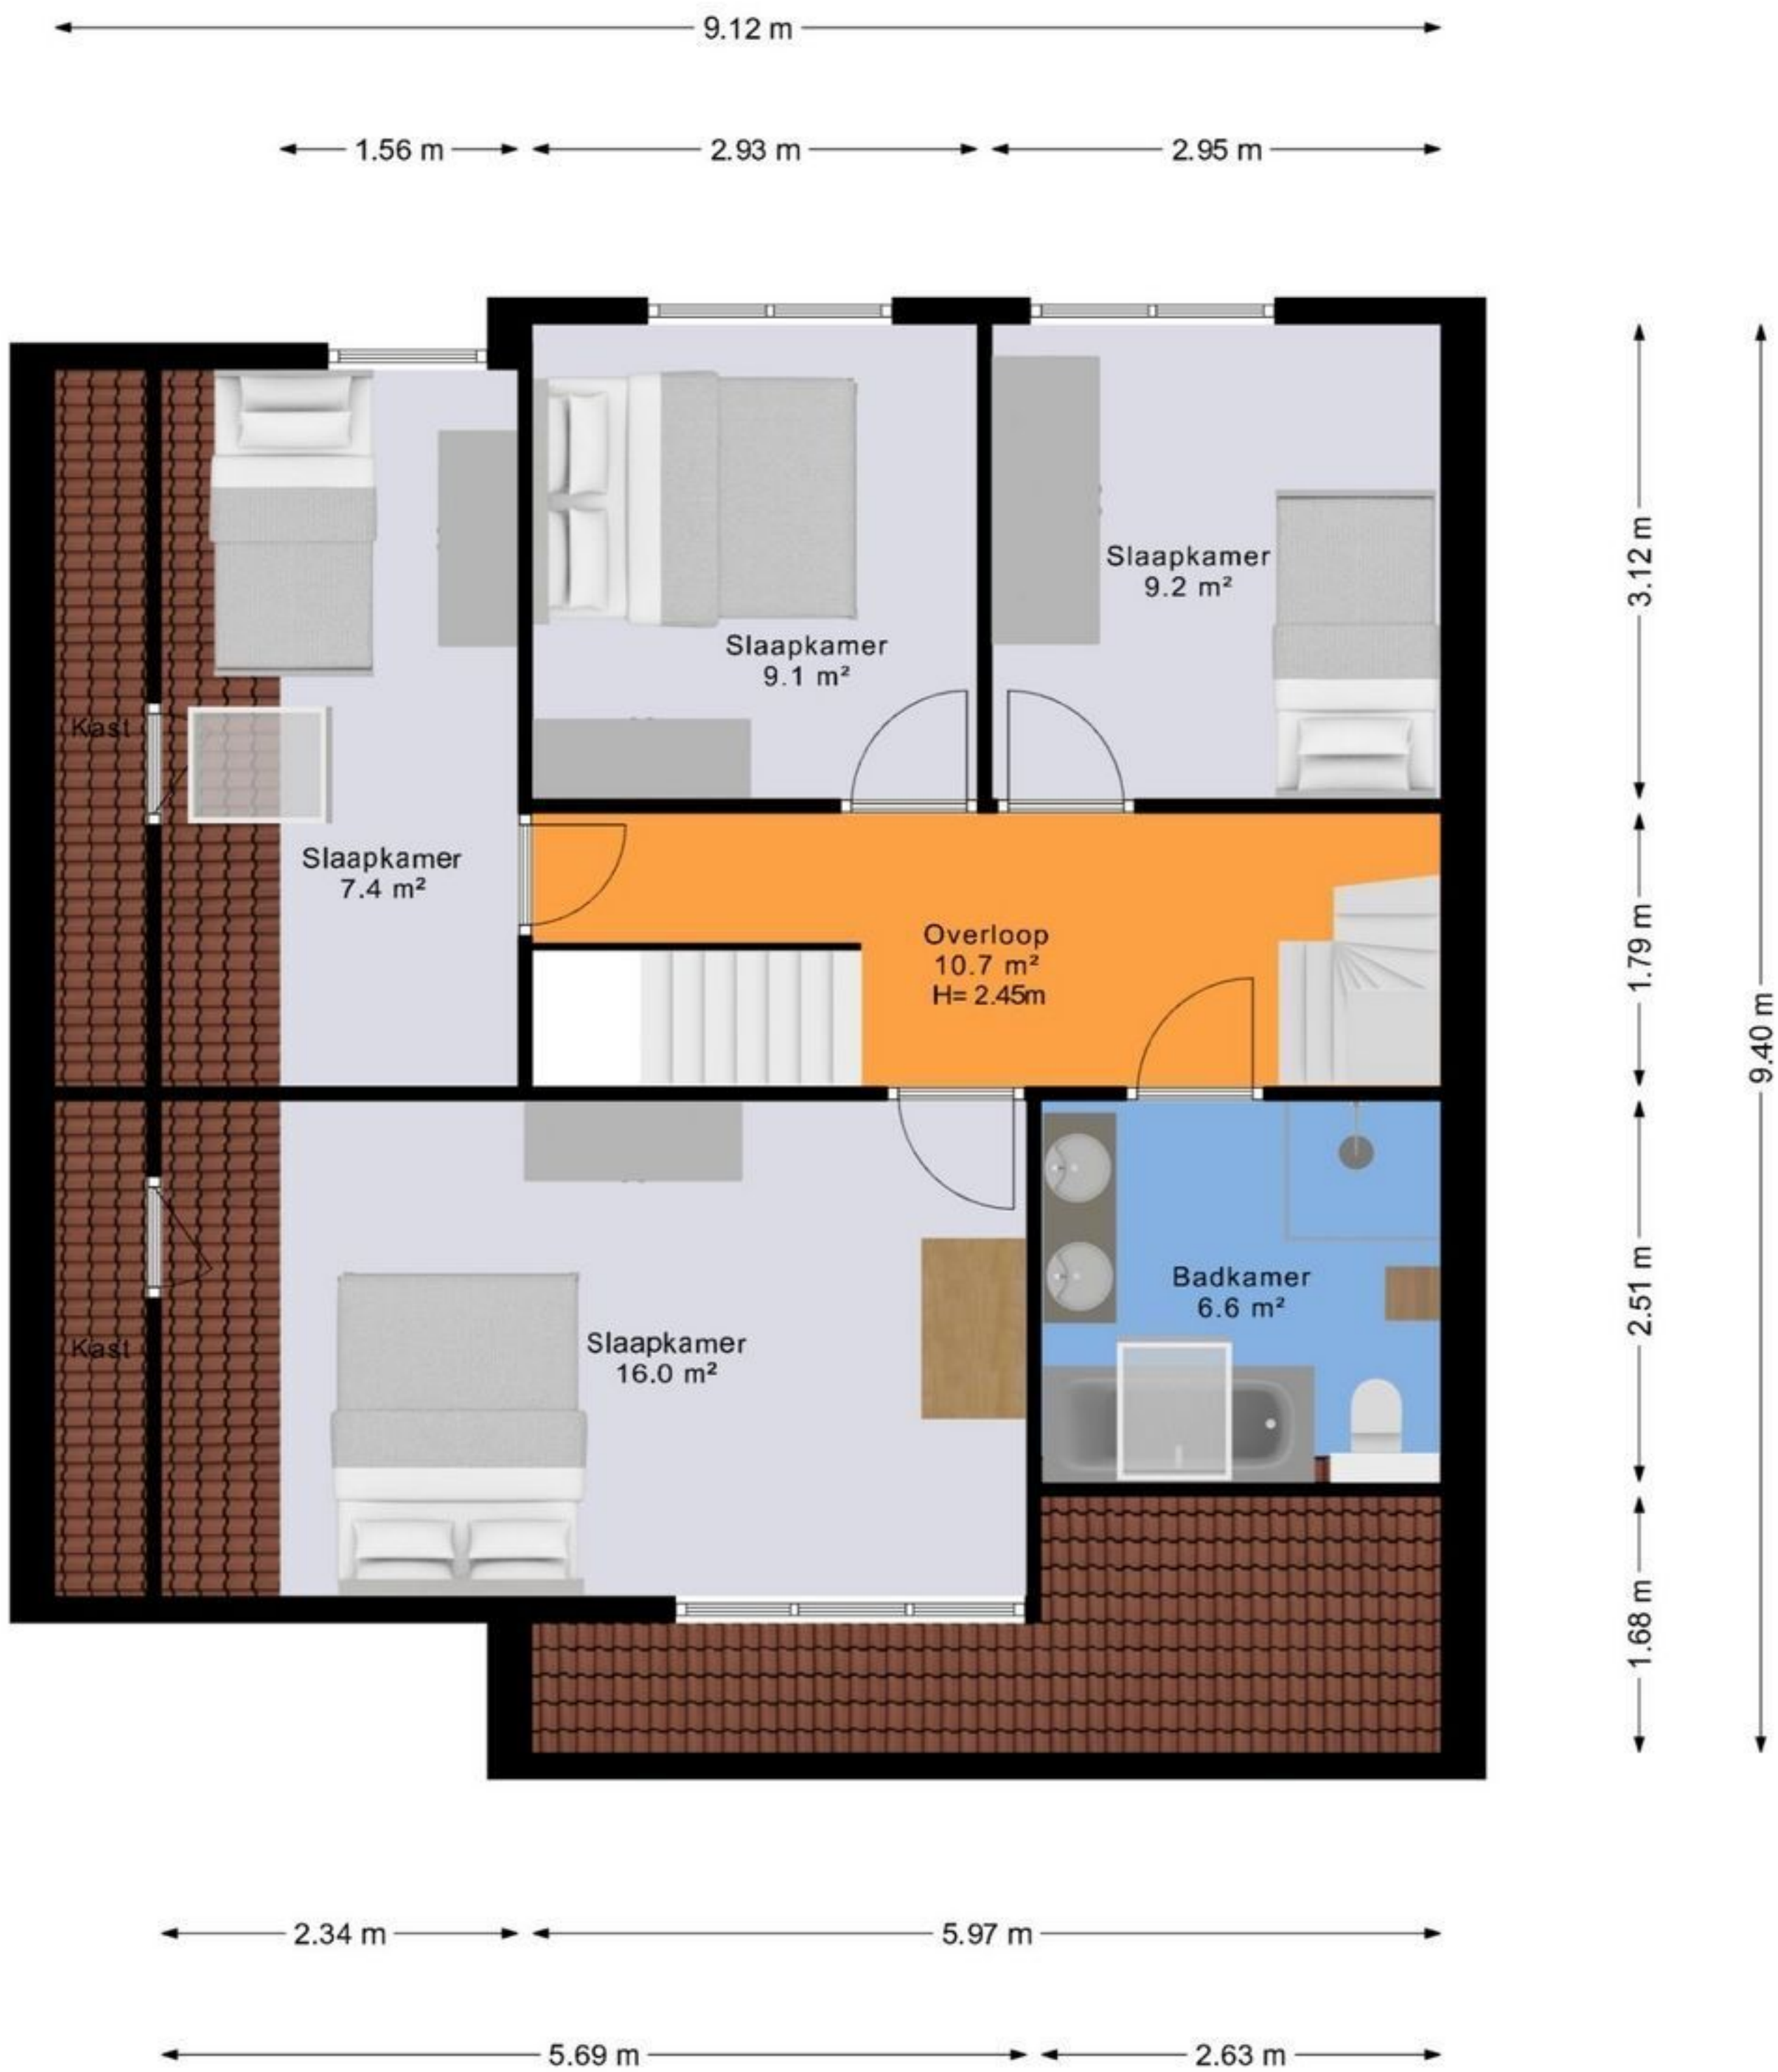 9.12 m
1.56 m
2.93 m
2.95 m
Slaapkamer
9.2 m²
3.12 m
Slaapkamer
9.1 m²
Kast
Slaapkamer
7.4 m²
Overloop
10.7 m²
H= 2.45m
1.79 m
9.40 m
Badkamer
6.6 m²
2.51 m
Kast
Slaapkamer
16.0 m²
1.68 m
2.34 m
5.97 m
5.69 m
2.63 m